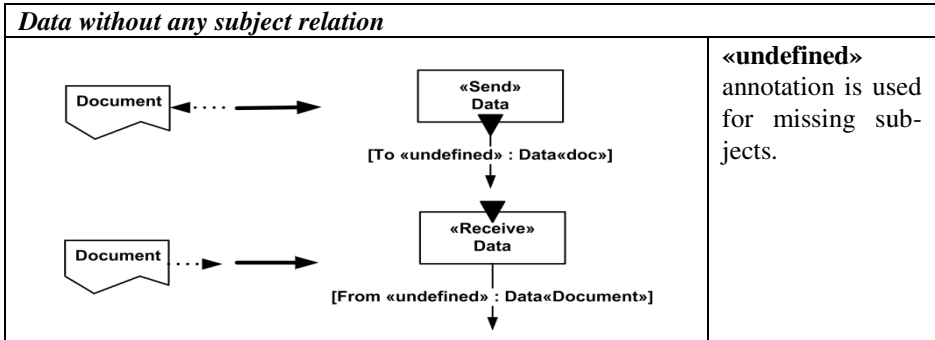 Data without any subject relation
Document
«Send»
Data
[To «undefined» : Data«doc»]
«Receive»
Data
Document
[From «undefined» : Data«Document»]
«undefined»
annotation is used
for missing sub-
jects.